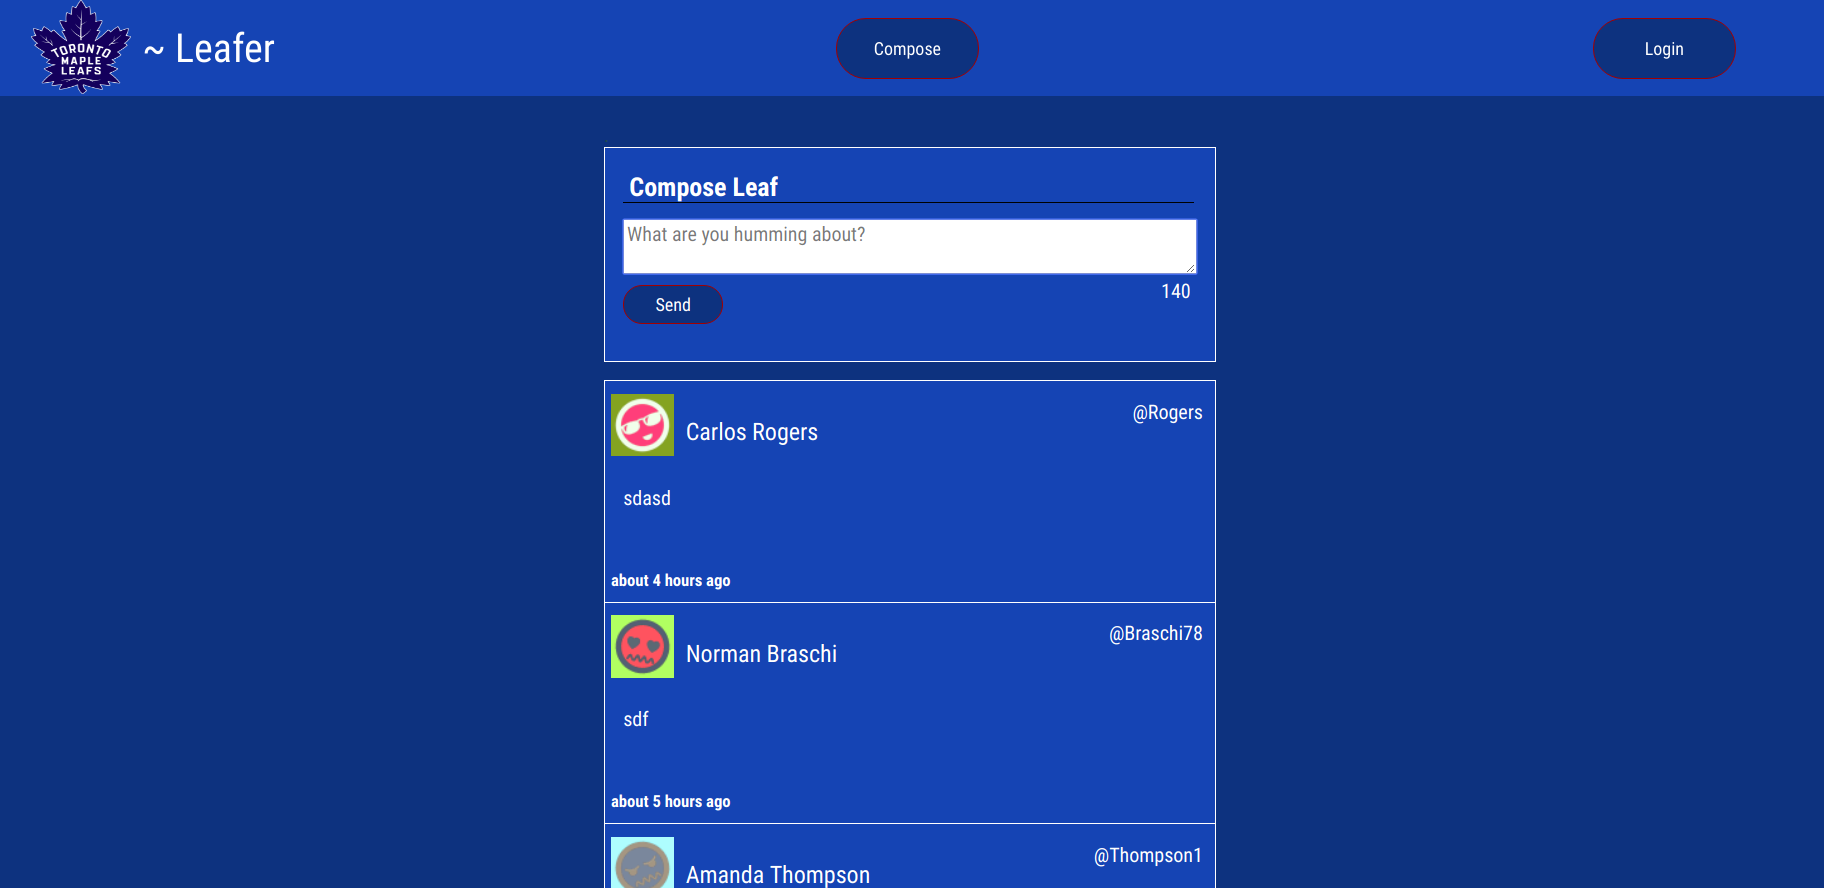 TORONTO
MAPLE
LEAFS
~ Leafer
Compose
Login
Compose Leaf
What are you humming about?
Send
140
Carlos Rogers
@Rogers
sdasd
about 4 hours ago
Norman Braschi
@Braschi78
sdf
about 5 hours ago
Amanda Thompson
@Thompson1